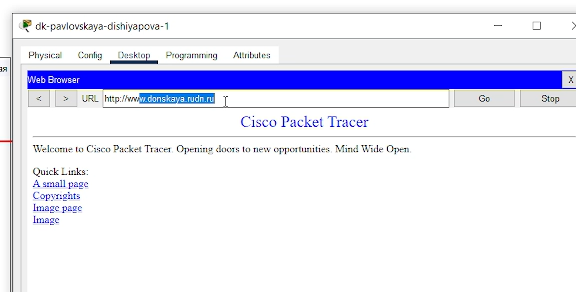 dk-pavlovskaya-dishiyapova-1
Physical Config Desktop Programming Attributes
ая
Web Browser X
< > URL http://www.donskaya.rudn.ru Go Stop
Cisco Packet Tracer
Welcome to Cisco Packet Tracer. Opening doors to new opportunities. Mind Wide Open.
Quick Links:
A small page
Copyrights
Image page
Image